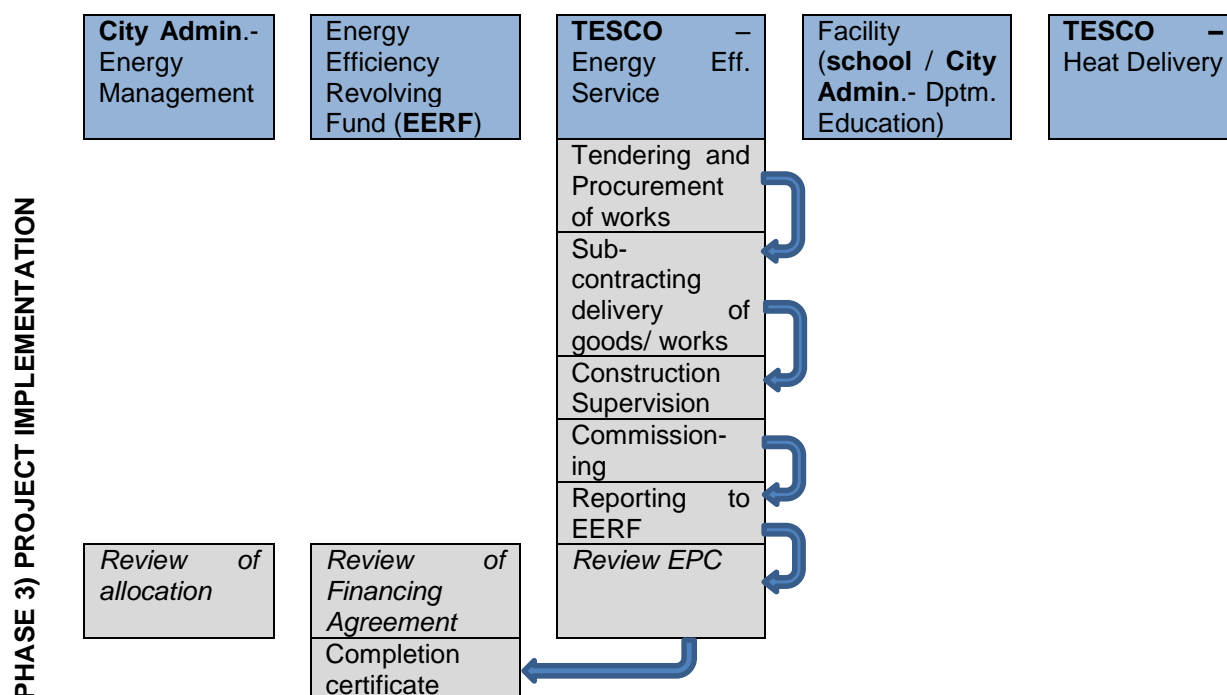 City Admin.-
Energy
Management
Energy
Efficiency
Revolving
Fund (EERF)
TESCO –
Energy Eff.
Service
Facility
(school / City
Admin.- Dptm.
Education)
TESCO –
Heat Delivery
PHASE 3) PROJECT IMPLEMENTATION
Tendering and
Procurement
of works
Sub-
contracting
delivery of
goods/ works
Construction
Supervision
Commission-
ing
Reporting to
EERF
Review of
allocation
Review of
Financing
Agreement
Review EPC
Completion
certificate